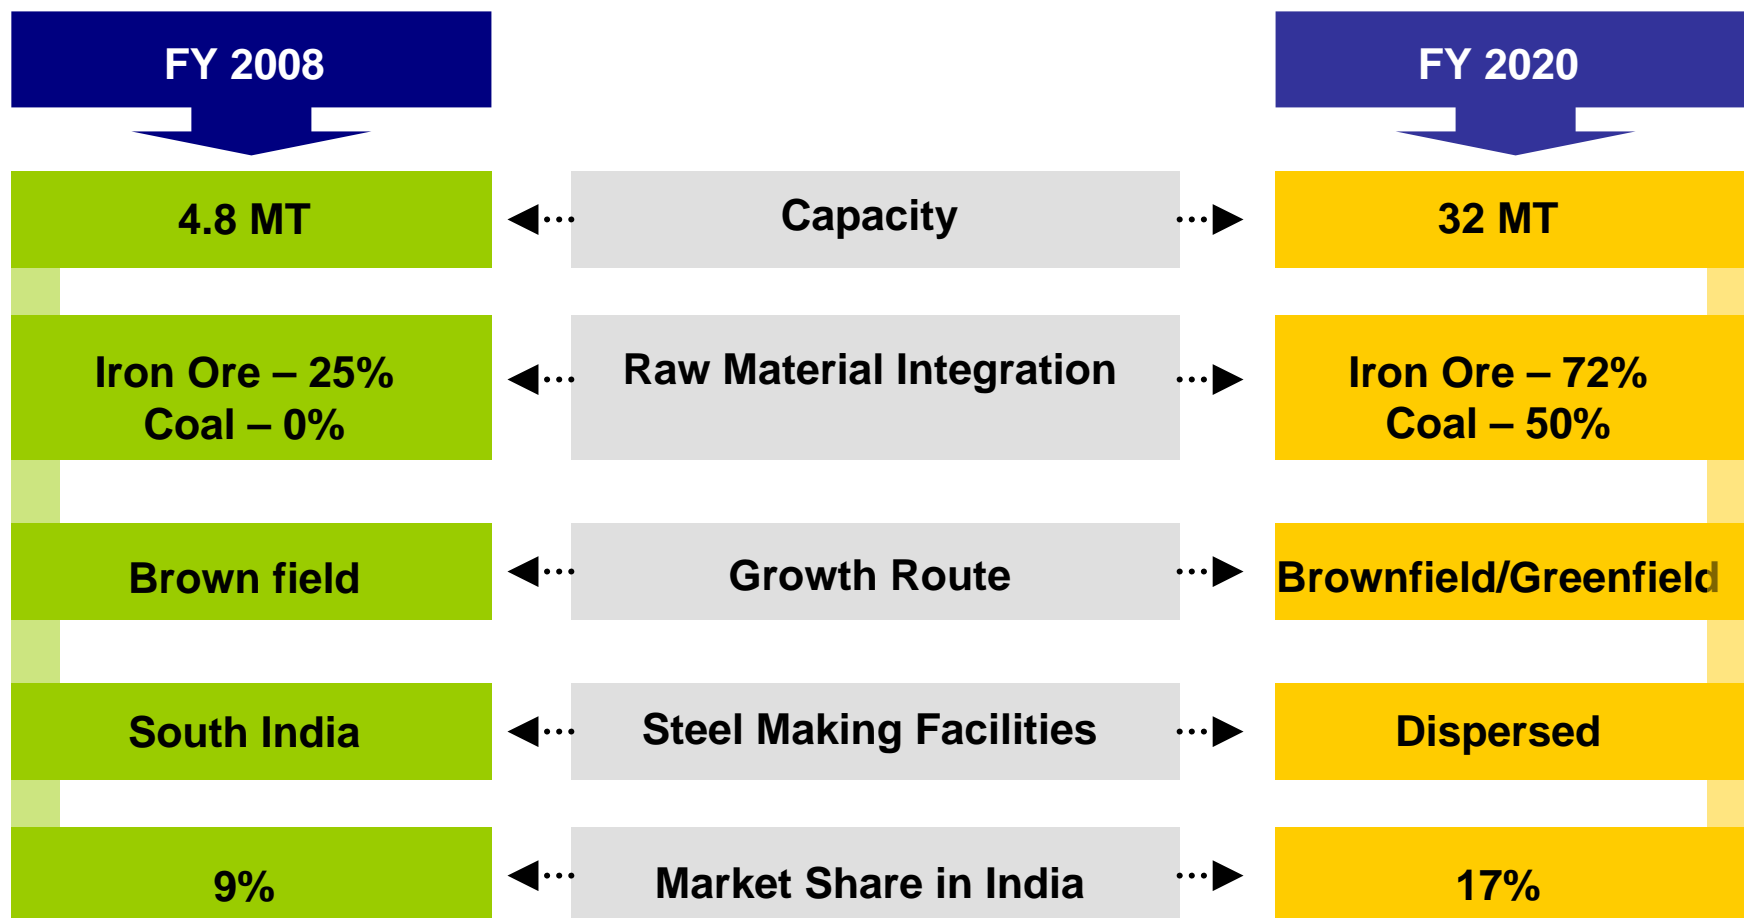 FY 2008
FY 2020
4.8 MT
Capacity
32 MT
Iron Ore – 25%
Coal – 0%
Raw Material Integration
Iron Ore – 72%
Coal – 50%
Brown field
Growth Route
Brownfield/Greenfield
South India
Steel Making Facilities
Dispersed
9%
Market Share in India
17%